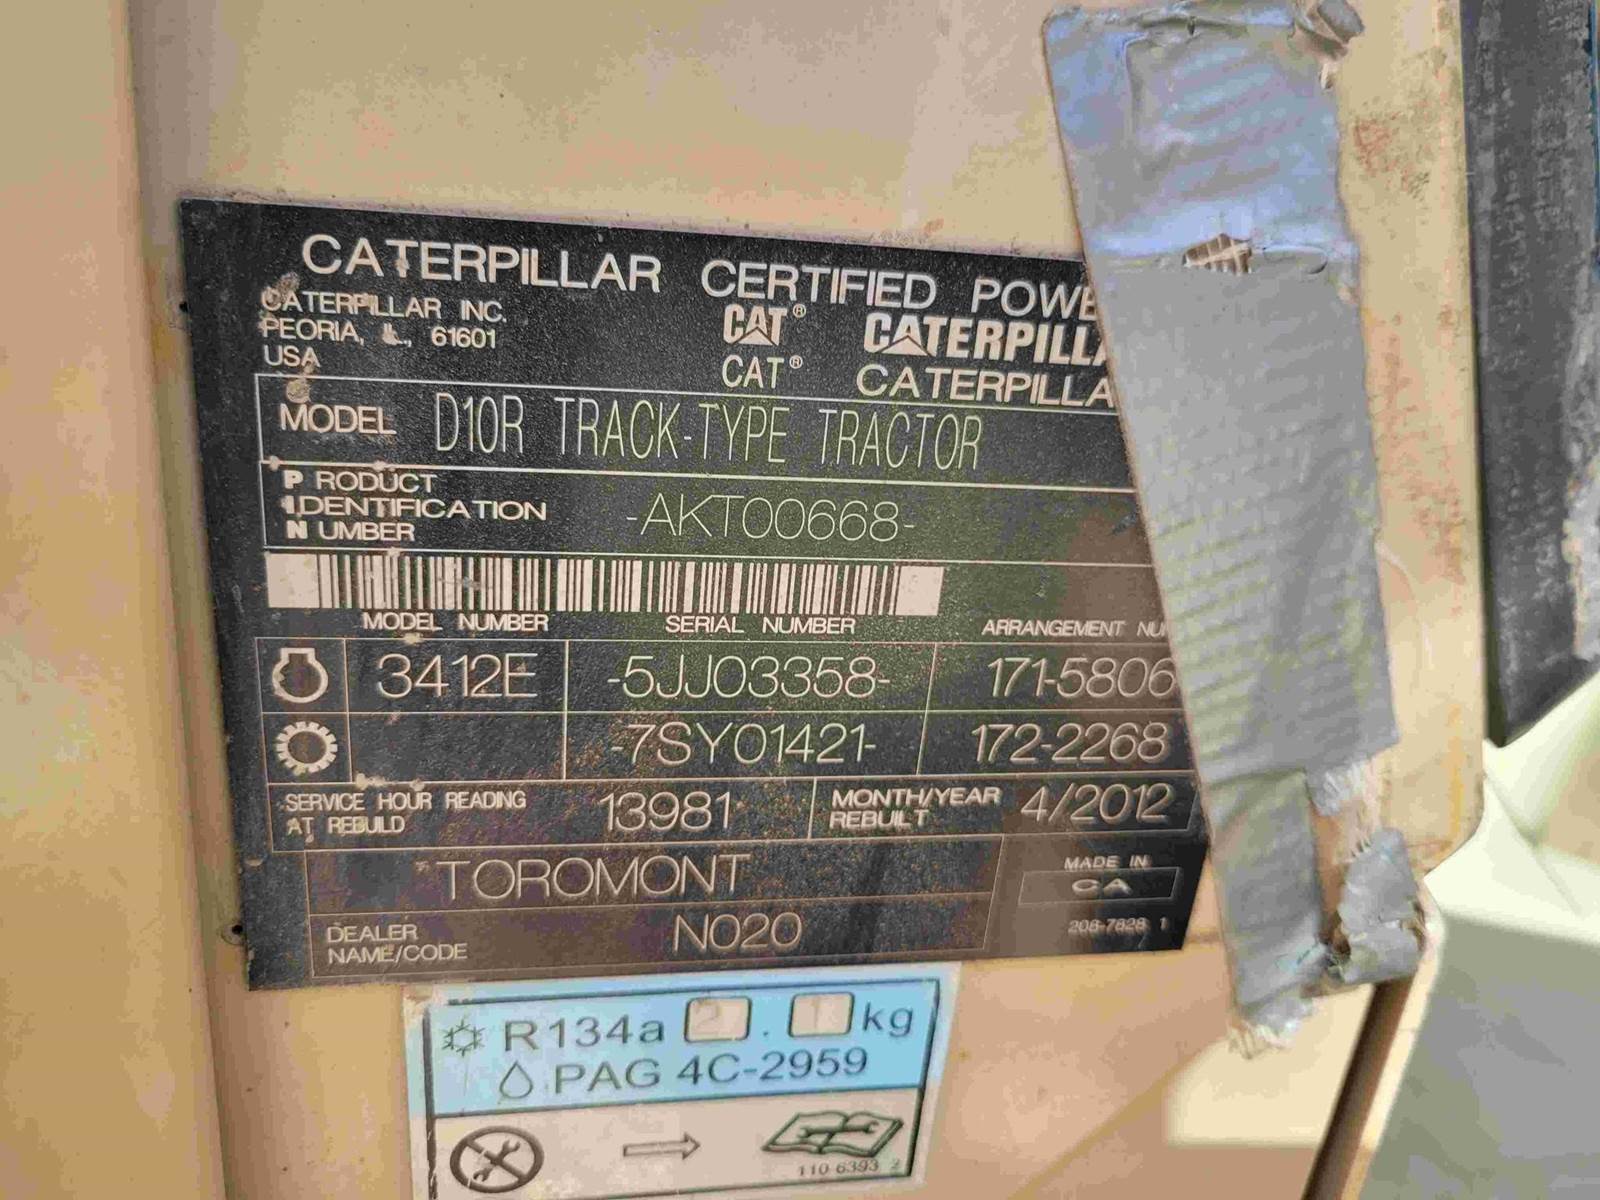 CATERPILLAR CERTIFIED POWE
CATERPILLAR INC.
PEORIA, IL, 61601
USA
CAT® CATERPILLA
CAT® CATERPILLA
MODEL D10R TRACK-TYPE TRACTOR
PRODUCT
IDENTIFICATION
NUMBER
-AKT00668-
MODEL NUMBER SERIAL NUMBER ARRANGEMENT NU
3412E -5JJ03358- 171-5806
-7SY01421- 172-2268
SERVICE HOUR READING
AT REBUILD
13981
MONTH/YEAR
REBUILT
4/2012
TOROMONT
MADE IN
CA
DEALER
NAME/CODE
N020
208-7828 1
R134a 2.1 kg
PAG 4C-2959
110-6393 2